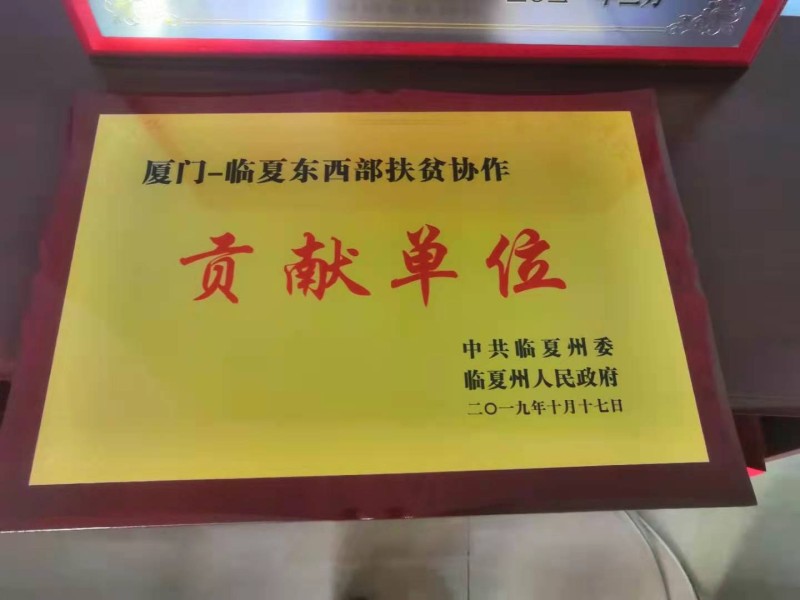 厦门-临夏东西部扶贫协作
贡献单位
中共临夏州委
临夏州人民政府
二〇一九年十月十七日